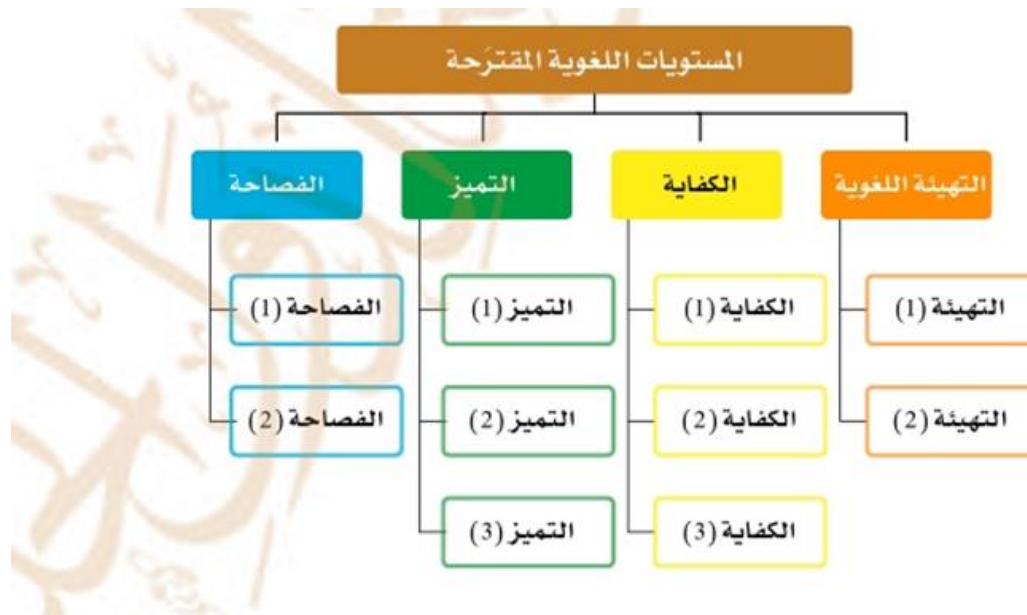 المستويات اللغوية المقترَحة
التهيئة اللغوية
الكفاية
التميز
الفصاحة
التهيئة (1)
الكفاية (1)
التميز (1)
الفصاحة (1)
التهيئة (2)
الكفاية (2)
التميز (2)
الفصاحة (2)
الكفاية (3)
التميز (3)